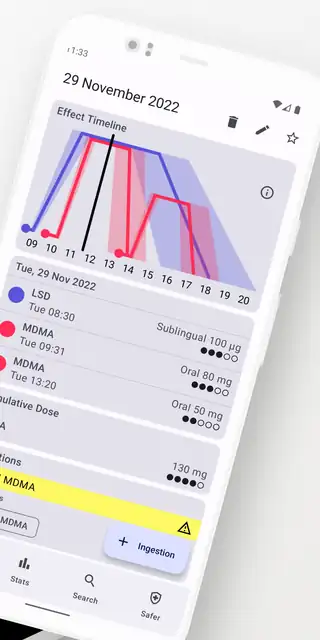 11:33
29 November 2022
Effect Timeline
09 10 11 12 13 14 15 16 17 18 19 20
Tue, 29 Nov 2022
LSD
Tue 08:30
Sublingual 100 µg
MDMA
Tue 09:31
Oral 80 mg
MDMA
Tue 13:20
Oral 50 mg
mulative Dose
A
130 mg
tions
MDMA
s
MDMA
+ Ingestion
Stats
Search
Safer